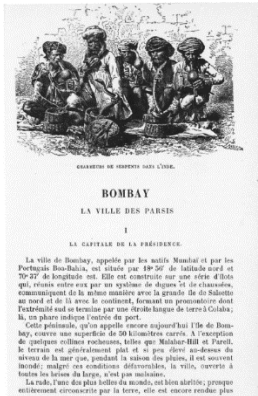 CHARMEURS DE SERPENTS DANS L'INDE.
BOMBAY
LA VILLE DES PARSIS
I
LA CAPITALE DE LA PRÉSIDENCE.
La ville de Bombay, appelée par les natifs Mumbaï et par les
Portugais Boa-Bahia, est située par 18° 56' de latitude nord et
70° 37' de longitude est. Elle est construite sur une série d'îlots
qui, réunis entre eux par un système de digues et de chaussées,
communiquent de la même manière avec la grande île de Salsette
au nord et de là avec le continent, formant un promontoire dont
l'extrémité sud se termine par une étroite langue de terre à Colaba;
là, un phare indique l'entrée du port.
Cette péninsule, qu'on appelle encore aujourd'hui l'île de Bom-
bay, couvre une superficie de 50 kilomètres carrés. A l'exception
de quelques collines rocheuses, telles que Malabar-Hill et Parell,
le terrain est généralement plat et si peu élevé au-dessus du
niveau de la mer que, pendant la saison des pluies, il est souvent
inondé; malgré ces conditions défavorables, la ville, ouverte à
toutes les brises du large, n'est pas malsaine.
La rade, l'une des plus belles du monde, est bien abritée; presque
entièrement circonscrite par la terre, elle est encore rendue plus